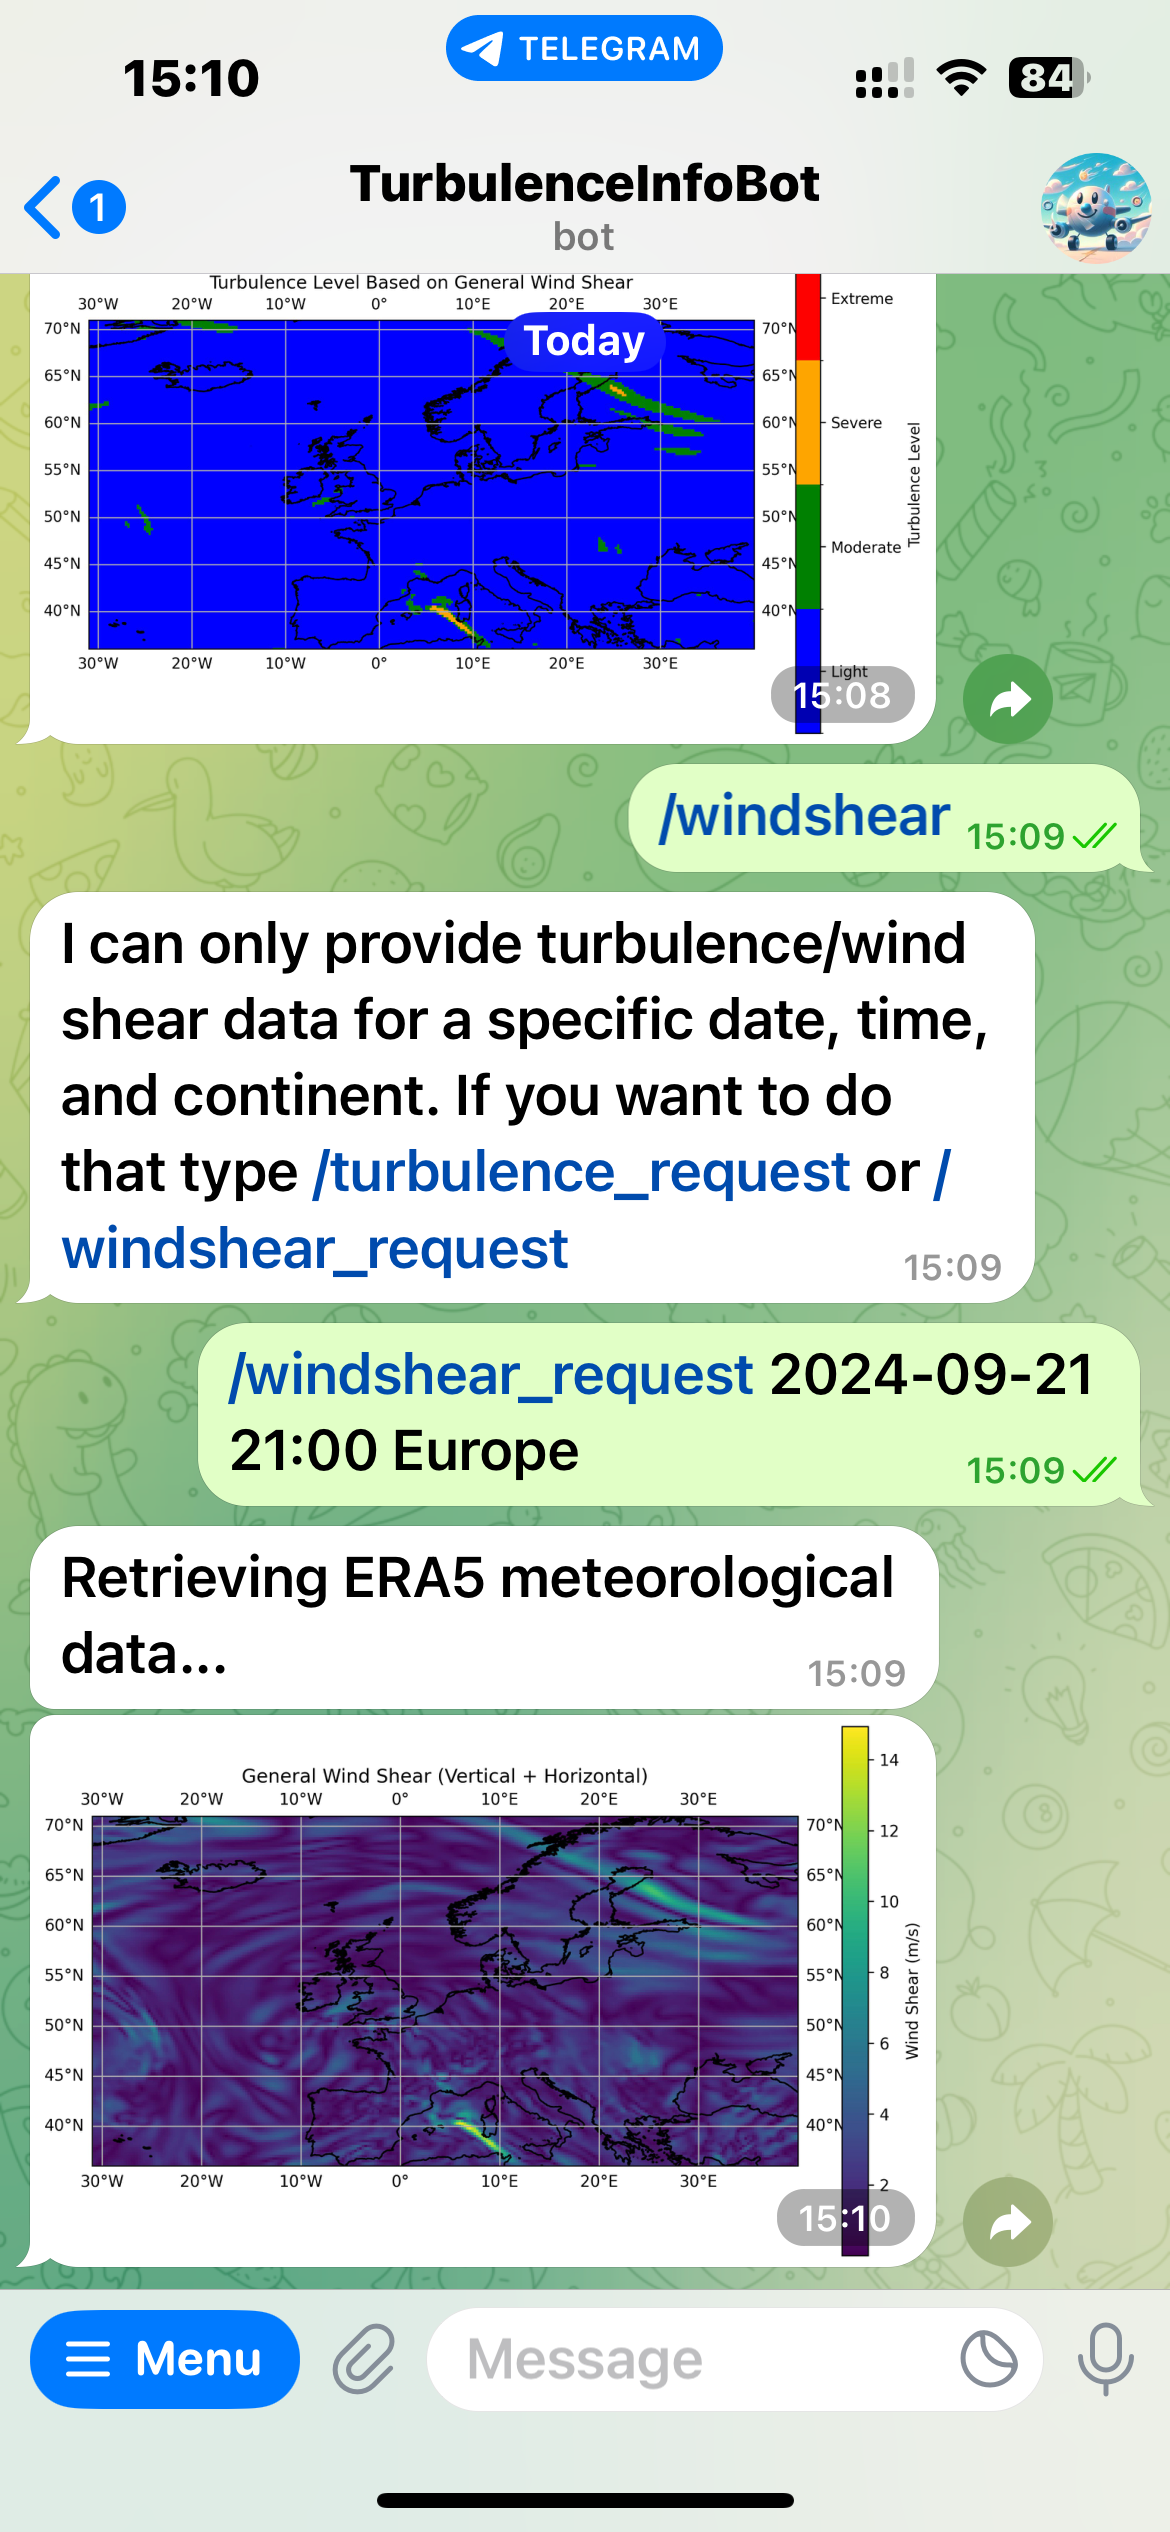 TELEGRAM
15:10
84
1
TurbulenceInfoBot
bot
Turbulence Level Based on General Wind Shear
30°W 20°W 10°W 0° 10°E 20°E 30°E
Today
70°N 70°N
65°N 65°N
60°N 60°N
55°N 55°N
50°N 50°N
45°N 45°N
40°N 40°N
30°W 20°W 10°W 0° 10°E 20°E 30°E
Extreme
Severe
Moderate
Light
Turbulence Level
15:08
/windshear 15:09
I can only provide turbulence/wind
shear data for a specific date, time,
and continent. If you want to do
that type /turbulence_request or /
windshear_request 15:09
/windshear_request 2024-09-21
21:00 Europe 15:09
Retrieving ERA5 meteorological
data... 15:09
General Wind Shear (Vertical + Horizontal)
30°W 20°W 10°W 0° 10°E 20°E 30°E
70°N 70°N
65°N 65°N
60°N 60°N
55°N 55°N
50°N 50°N
45°N 45°N
40°N 40°N
30°W 20°W 10°W 0° 10°E 20°E 30°E
14
12
10
8
6
4
2
Wind Shear (m/s)
15:10
Menu
Message